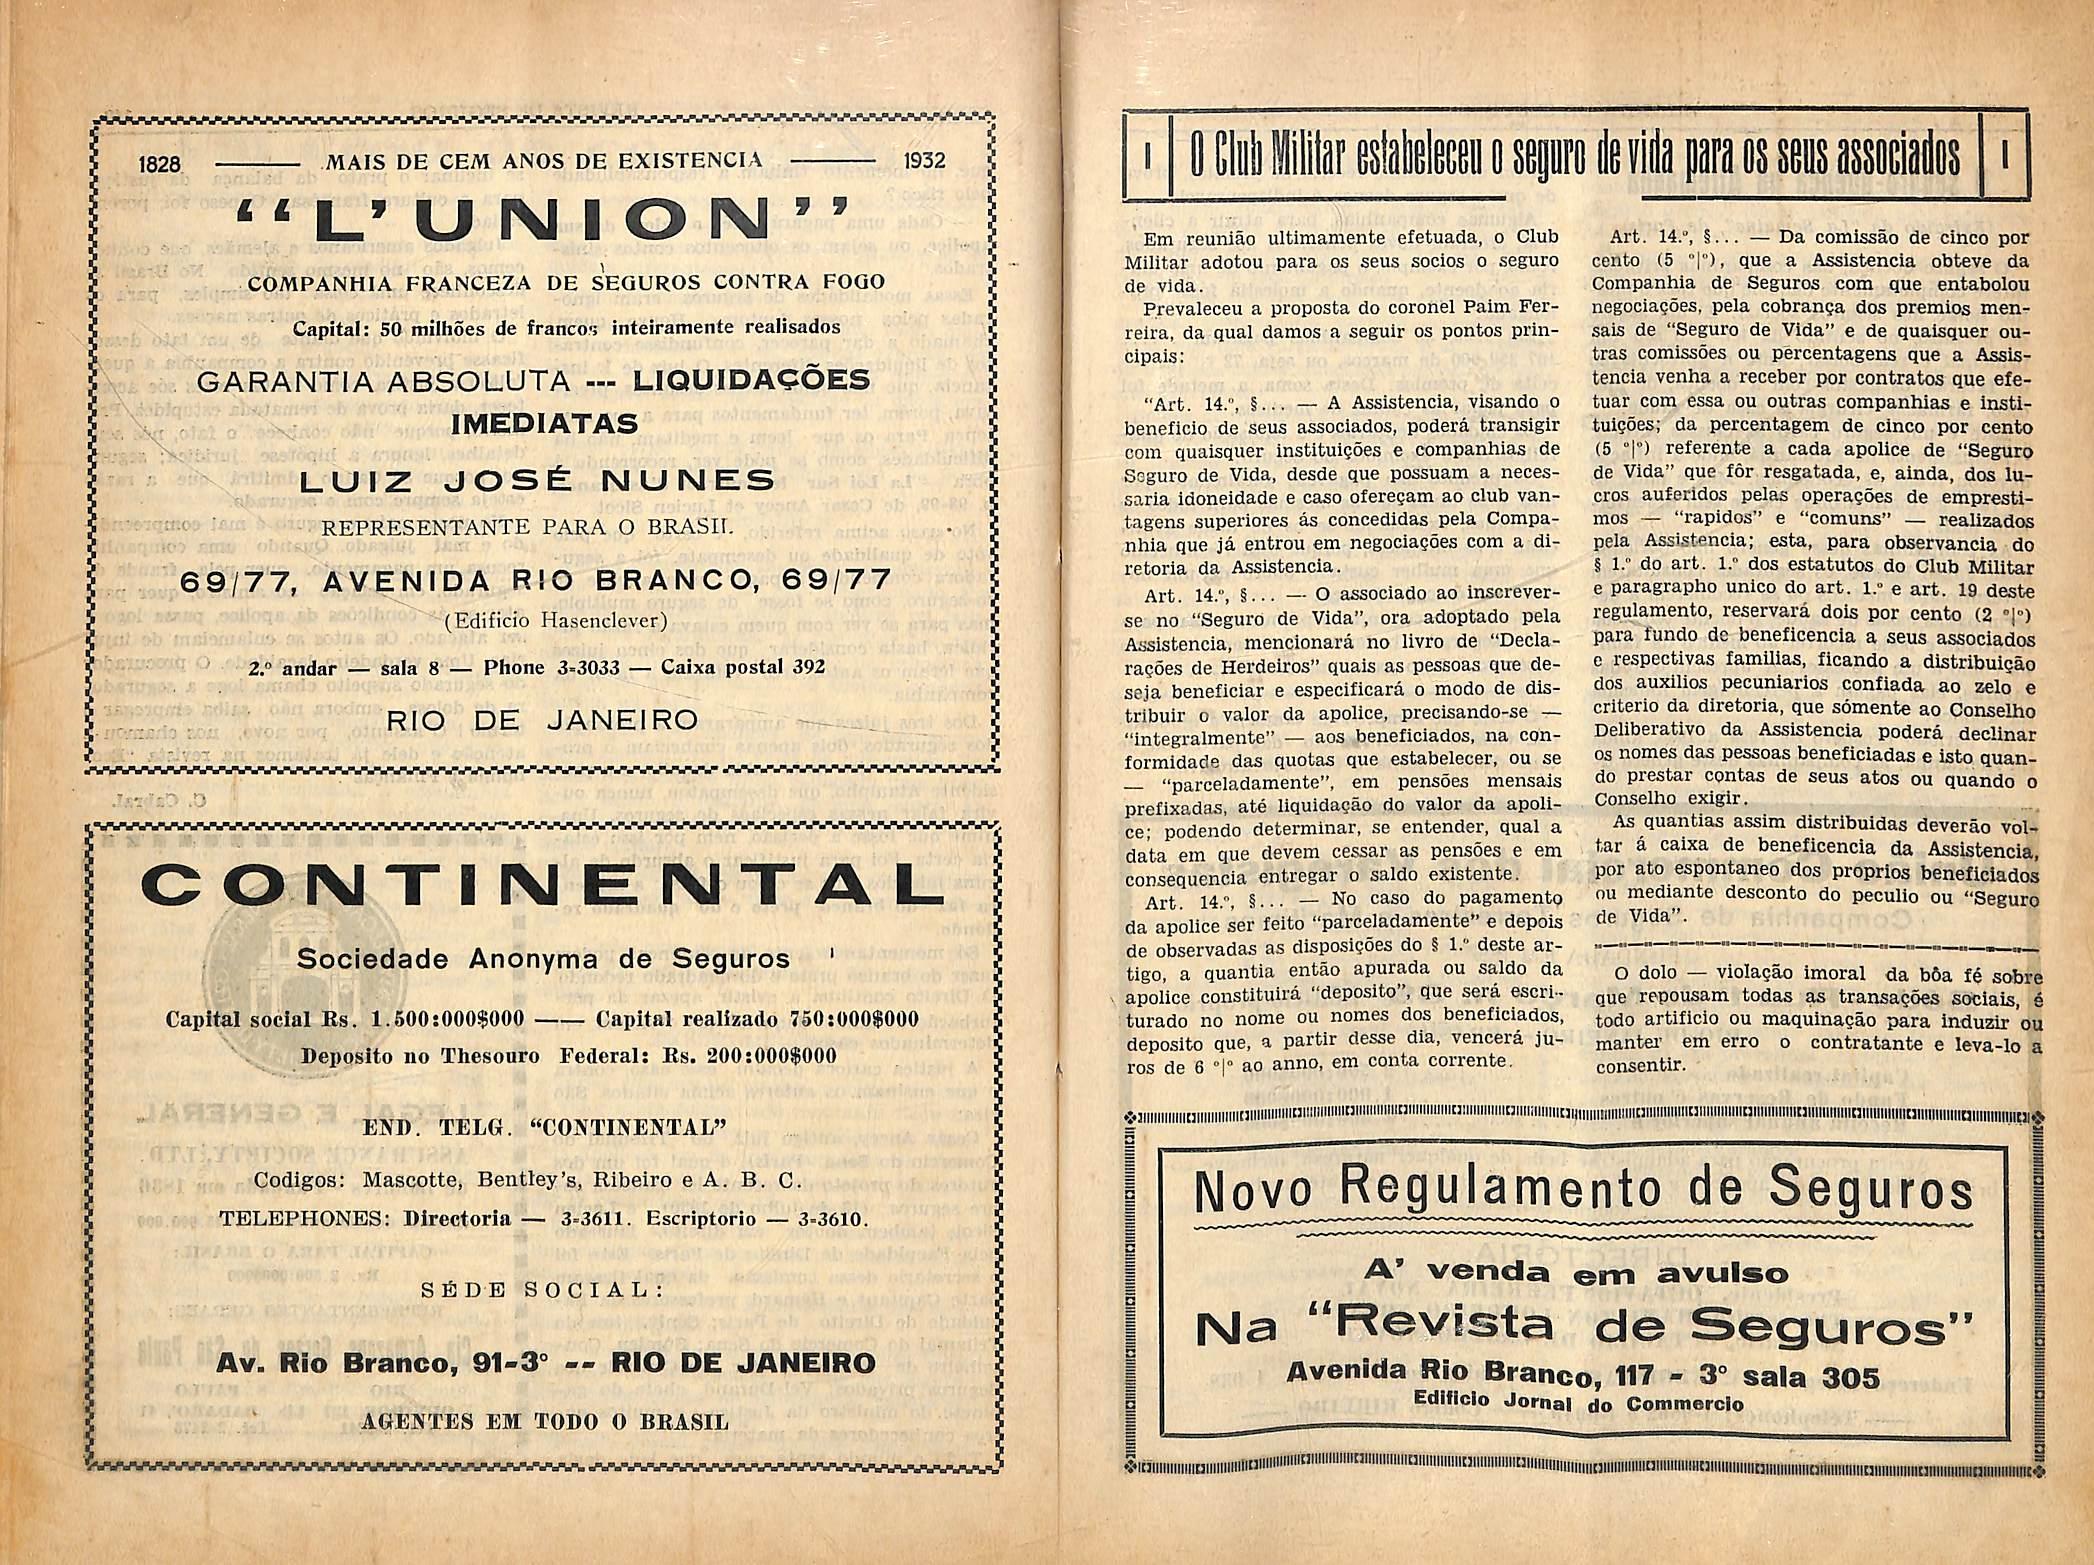 1828 ——— MAIS DE CEM ANOS DE EXISTENCIA ——— 1932
“L’UNION”
COMPANHIA FRANCEZA DE SEGUROS CONTRA FOGO
Capital: 50 milhões de francos inteiramente realisados
GARANTIA ABSOLUTA --- LIQUIDAÇÕES
IMEDIATAS
LUIZ JOSÉ NUNES
REPRESENTANTE PARA O BRASIL
69/77, AVENIDA RIO BRANCO, 69/77
(Edificio Hasenclever)
2.º andar — sala 8 — Phone 3-3033 — Caixa postal 392
RIO DE JANEIRO
CONTINENTAL
Sociedade Anonyma de Seguros
Capital social Rs. 1.500:000$000 —— Capital realizado 750:000$000
Deposito no Thesouro Federal: Rs. 200:000$000
END. TELG. “CONTINENTAL”
Codigos: Mascotte, Bentley's, Ribeiro e A. B. C.
TELEPHONES: Directoria — 3-3611. Escriptorio — 3-3610.
SÉDE SOCIAL:
Av. Rio Branco, 91-3º -- RIO DE JANEIRO
AGENTES EM TODO O BRASIL
O Club Militar estabeleceu o seguro de vida para os seus associados
Em reunião ultimamente efetuada, o Club
Militar adotou para os seus socios o seguro
de vida.
Prevaleceu a proposta do coronel Paim Fer-
reira, da qual damos a seguir os pontos prin-
cipais:
“Art. 14.º, §... — A Assistencia, visando o
beneficio de seus associados, poderá transigir
com quaisquer instituições e companhias de
Seguro de Vida, desde que possuam a neces-
saria idoneidade e caso ofereçam ao club van-
tagens superiores ás concedidas pela Compa-
nhia que já entrou em negociações com a di-
retoria da Assistencia.
Art. 14.º, §... — O associado ao inscrever-
se no “Seguro de Vida”, ora adoptado pela
Assistencia, mencionará no livro de “Decla-
rações de Herdeiros” quais as pessoas que de-
seja beneficiar e especificará o modo de dis-
tribuir o valor da apolice, precisando-se —
“integralmente” — aos beneficiados, na con-
formidade das quotas que estabelecer, ou se
— “parceladamente”, em pensões mensais
prefixadas, até liquidação do valor da apoli-
ce; podendo determinar, se entender, qual a
data em que devem cessar as pensões e em
consequencia entregar o saldo existente.
Art. 14.º, §... — No caso do pagamento
da apolice ser feito “parceladamente” e depois
de observadas as disposições do § 1.º deste ar-
tigo, a quantia então apurada ou saldo da
apolice constituirá “deposito”, que será escri-
turado no nome ou nomes dos beneficiados,
deposito que, a partir desse dia, vencerá ju-
ros de 6 º|º ao anno, em conta corrente.
Art. 14.º, §... — Da comissão de cinco por
cento (5 º|º), que a Assistencia obteve da
Companhia de Seguros com que entabolou
negociações, pela cobrança dos premios men-
sais de “Seguro de Vida” e de quaisquer ou-
tras comissões ou percentagens que a Assis-
tencia venha a receber por contratos que efe-
tuar com essa ou outras companhias e insti-
tuições; da percentagem de cinco por cento
(5 º|º) referente a cada apolice de “Seguro
de Vida” que fôr resgatada, e, ainda, dos lu-
cros auferidos pelas operações de empresti-
mos — “rapidos” e “comuns” — realizados
pela Assistencia; esta, para observancia do
§ 1.º do art. 1.º dos estatutos do Club Militar
e paragrapho unico do art. 1.º e art. 19 deste
regulamento, reservará dois por cento (2 º|º)
para fundo de beneficencia a seus associados
e respectivas familias, ficando a distribuição
dos auxilios pecuniarios confiada ao zelo e
criterio da diretoria, que sómente ao Conselho
Deliberativo da Assistencia poderá declinar
os nomes das pessoas beneficiadas e isto quan-
do prestar contas de seus atos ou quando o
Conselho exigir.
As quantias assim distribuidas deverão vol-
tar á caixa de beneficencia da Assistencia,
por ato espontaneo dos proprios beneficiados
ou mediante desconto do peculio ou “Seguro
de Vida”.
O dolo — violação imoral da bôa fé sobre
que repousam todas as transações sociais, é
todo artificio ou maquinação para induzir ou
manter em erro o contratante e leva-lo a
consentir.
Novo Regulamento de Seguros
A’ venda em avulso
Na “Revista de Seguros”
Avenida Rio Branco, 117 - 3º sala 305
Edificio Jornal do Commercio